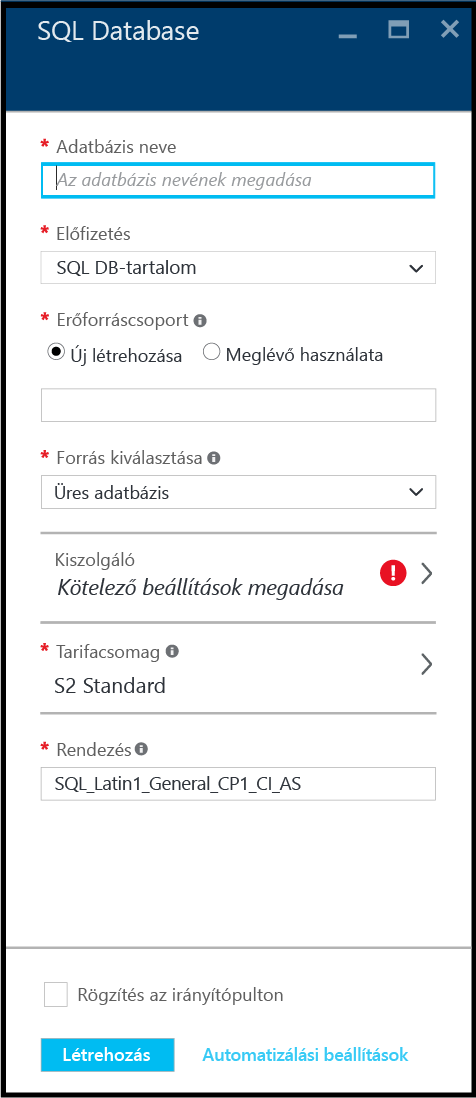 SQL Database
* Adatbázis neve
Az adatbázis nevének megadása
* Előfizetés
SQL DB-tartalom
* Erőforráscsoport
Új létrehozása Meglévő használata
* Forrás kiválasztása
Üres adatbázis
Kiszolgáló
Kötelező beállítások megadása
* Tarifacsomag
S2 Standard
* Rendezés
SQL_Latin1_General_CP1_CI_AS
Rögzítés az irányítópulton
Létrehozás Automatizálási beállítások